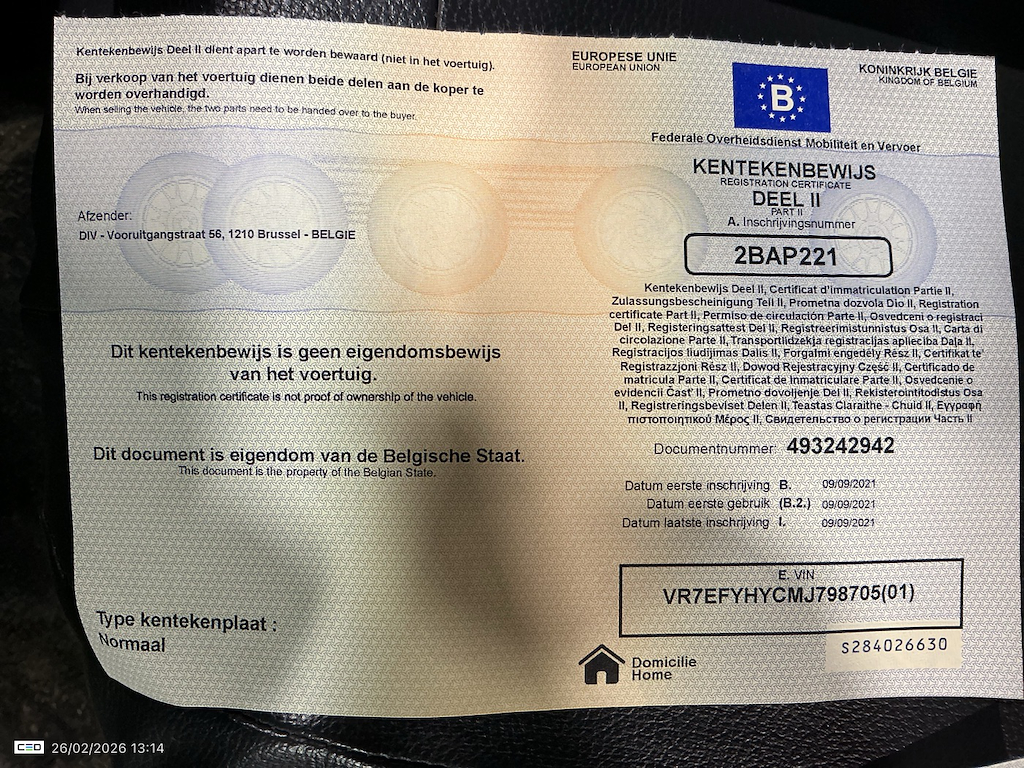 Kentekenbewijs Deel II dient apart te worden bewaard (niet in het voertuig).
Bij verkoop van het voertuig dienen beide delen aan de koper te
worden overhandigd.
When selling the vehicle, the two parts need to be handed over to the buyer.
Afzender:
DIV - Vooruitgangstraat 56, 1210 Brussel - BELGIE
Dit kentekenbewijs is geen eigendomsbewijs
van het voertuig.
This registration certificate is not proof of ownership of the vehicle.
Dit document is eigendom van de Belgische Staat.
This document is the property of the Belgian State.
Type kentekenplaat :
Normaal
EUROPESE UNIE
EUROPEAN UNION
B
KONINKRIJK BELGIE
KINGDOM OF BELGIUM
Federale Overheidsdienst Mobiliteit en Vervoer
KENTEKENBEWIJS
REGISTRATION CERTIFICATE
DEEL II
PART II
A. Inschrijvingsnummer
2BAP221
Kentekenbewijs Deel II, Certificat d'immatriculation Partie II,
Zulassungsbescheinigung Teil II, Prometna dozvola Dio II, Registration
certificate Part II, Permiso de circulación Parte II, Osvedceni o registraci
Del II, Registeringsattest Del II, Registreerimistunnistus Osa II, Carta di
circolazione Parte II, Transportlidzekja registracijas aplieciba Daļa II,
Registracijos liudijimas Dalis II, Forgalmi engedély Rész II, Certifikat te'
Registrazzjoni Rész II, Dowod Rejestracyjny Część II, Certificado de
matricula Parte II, Certificat de inmatriculare Parte II, Osvedcenie o
evidencii Časť II, Prometno dovoljenje Del II, Rekisterointitodistus Osa
II, Registreringsbeviset Delen II, Teastas Claraithe - Chuid II, Εγγραφή
πιστοποιητικού Μέρος II, Свидетельство о регистрации Часть II
Documentnummer: 493242942
Datum eerste inschrijving B. 09/09/2021
Datum eerste gebruik (B.2.) 09/09/2021
Datum laatste inschrijving I. 09/09/2021
E. VIN
VR7EFYHYCMJ798705(01)
S284026630
Domicilie
Home
CEO 26/02/2026 13:14